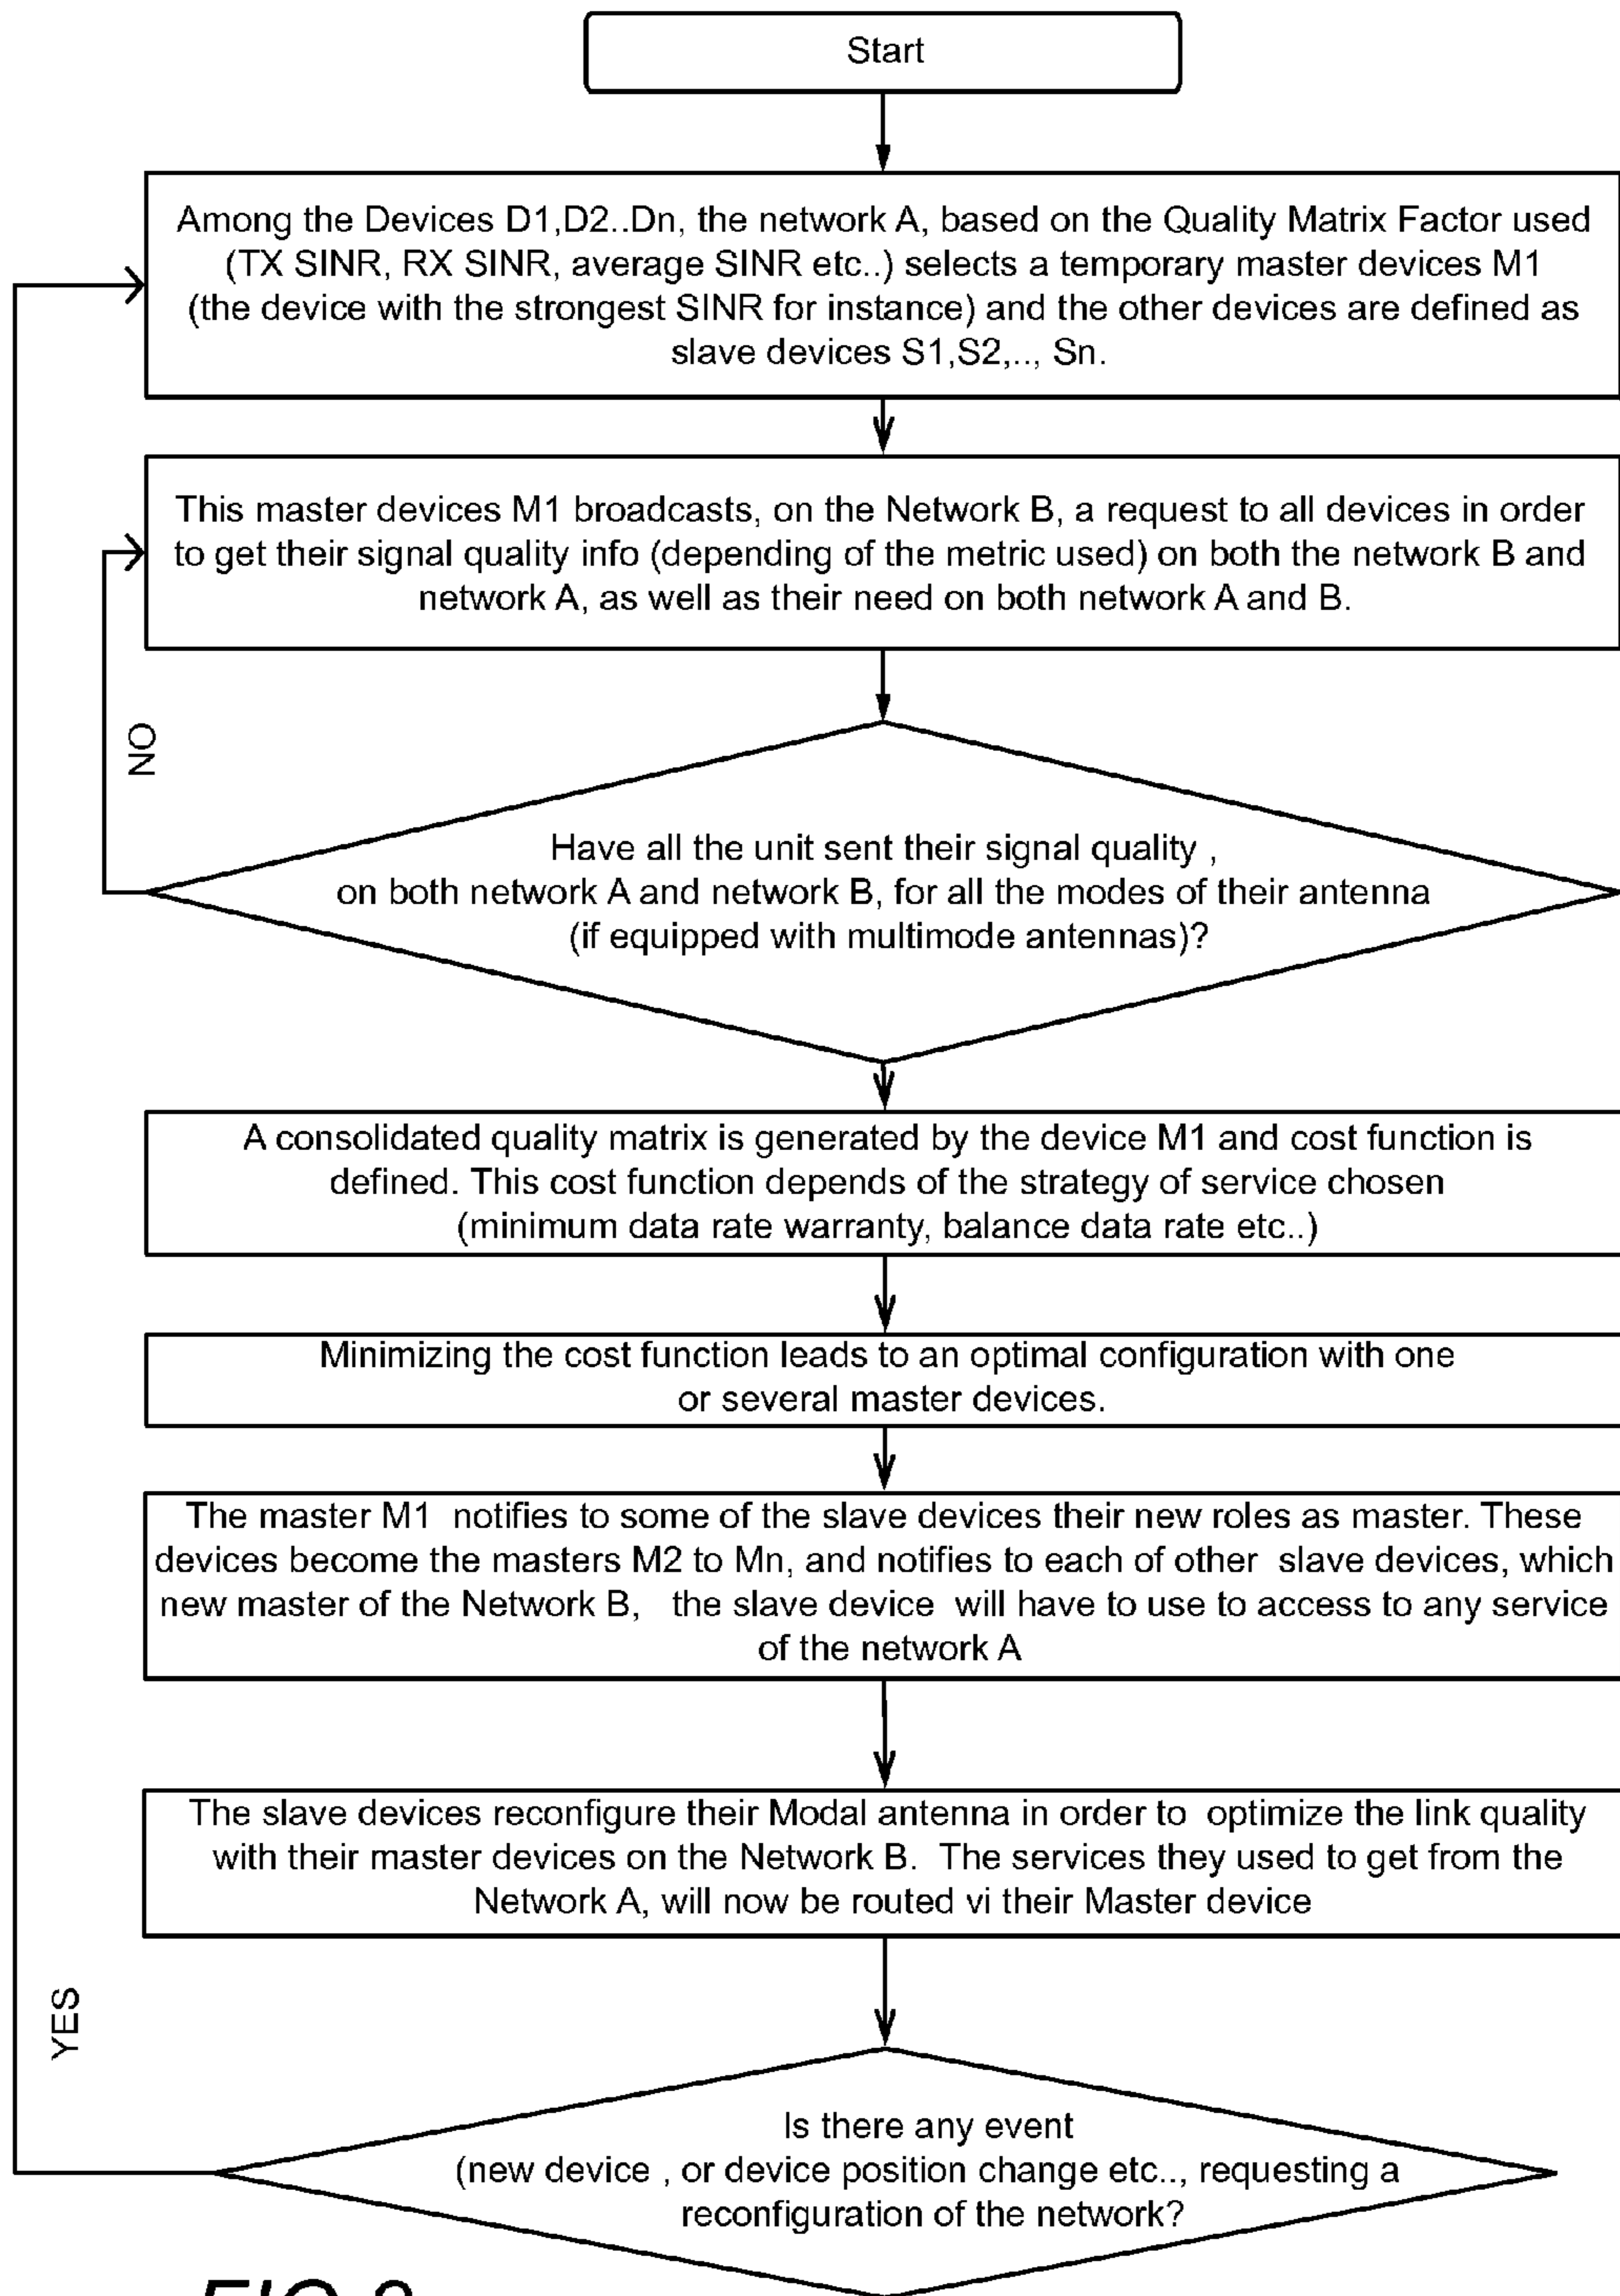 Start
Among the Devices D1,D2..Dn, the network A, based on the Quality Matrix Factor used
(TX SINR, RX SINR, average SINR etc..) selects a temporary master devices M1
(the device with the strongest SINR for instance) and the other devices are defined as
slave devices S1,S2,.., Sn.
This master devices M1 broadcasts, on the Network B, a request to all devices in order
to get their signal quality info (depending of the metric used) on both the network B and
network A, as well as their need on both network A and B.
NO
Have all the unit sent their signal quality ,
on both network A and network B, for all the modes of their antenna
(if equipped with multimode antennas)?
A consolidated quality matrix is generated by the device M1 and cost function is
defined. This cost function depends of the strategy of service chosen
(minimum data rate warranty, balance data rate etc..)
Minimizing the cost function leads to an optimal configuration with one
or several master devices.
The master M1 notifies to some of the slave devices their new roles as master. These
devices become the masters M2 to Mn, and notifies to each of other slave devices, which
new master of the Network B, the slave device will have to use to access to any service
of the network A
The slave devices reconfigure their Modal antenna in order to optimize the link quality
with their master devices on the Network B. The services they used to get from the
Network A, will now be routed vi their Master device
YES
Is there any event
(new device , or device position change etc.., requesting a
reconfiguration of the network?